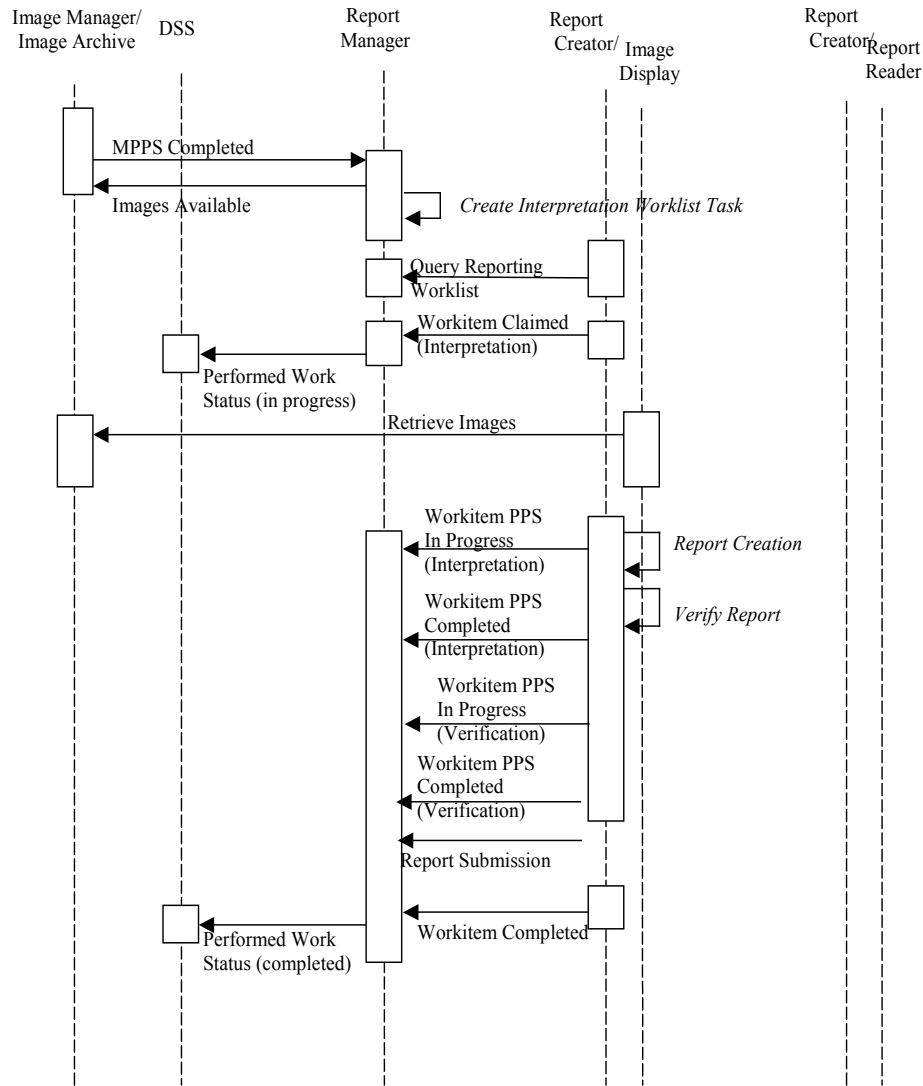 Image Manager/
Image Archive
DSS
Report
Manager
Report
Creator/
Image
Display
Report
Creator/
Report
Reader
MPPS Completed
Images Available
Create Interpretation Worklist Task
Query Reporting
Worklist
Workitem Claimed
(Interpretation)
Performed Work
Status (in progress)
Retrieve Images
Workitem PPS
In Progress
(Interpretation)
Report Creation
Workitem PPS
Completed
(Interpretation)
Verify Report
Workitem PPS
In Progress
(Verification)
Workitem PPS
Completed
(Verification)
Report Submission
Workitem Completed
Performed Work
Status (completed)